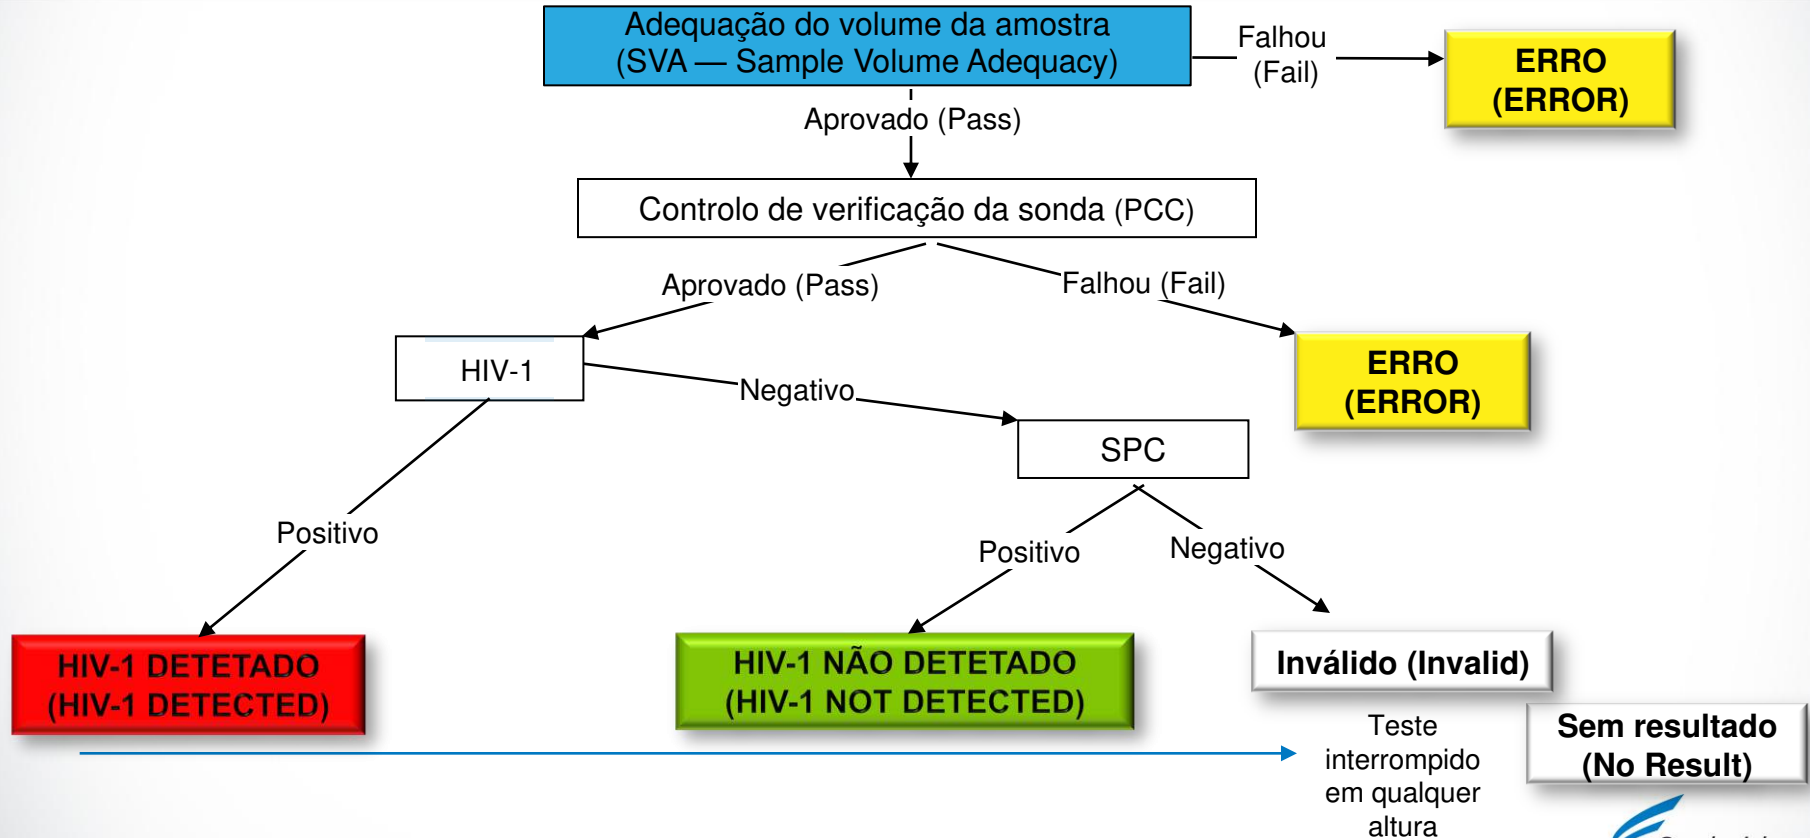 Adequação do volume da amostra
(SVA — Sample Volume Adequacy)
Falhou
(Fail)
ERRO
(ERROR)
Aprovado (Pass)
Controlo de verificação da sonda (PCC)
Aprovado (Pass)
Falhou (Fail)
HIV-1
ERRO
(ERROR)
Negativo
SPC
Positivo
Positivo
Negativo
HIV-1 DETETADO
(HIV-1 DETECTED)
HIV-1 NÃO DETETADO
(HIV-1 NOT DETECTED)
Inválido (Invalid)
Teste
interrompido
em qualquer
altura
Sem resultado
(No Result)